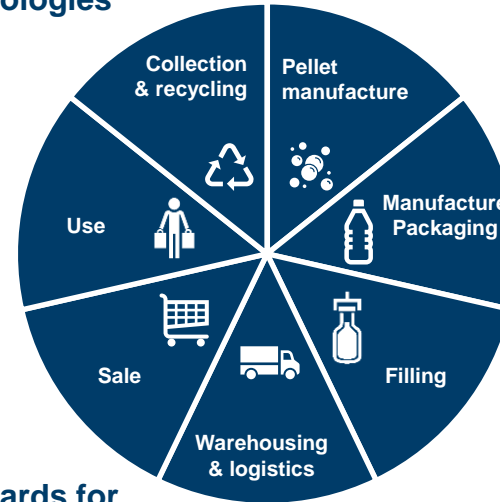 ologies
Collection
& recycling
Pellet
manufacture
Manufacture
Packaging
Use
Filling
Sale
Warehousing
& logistics
ards for